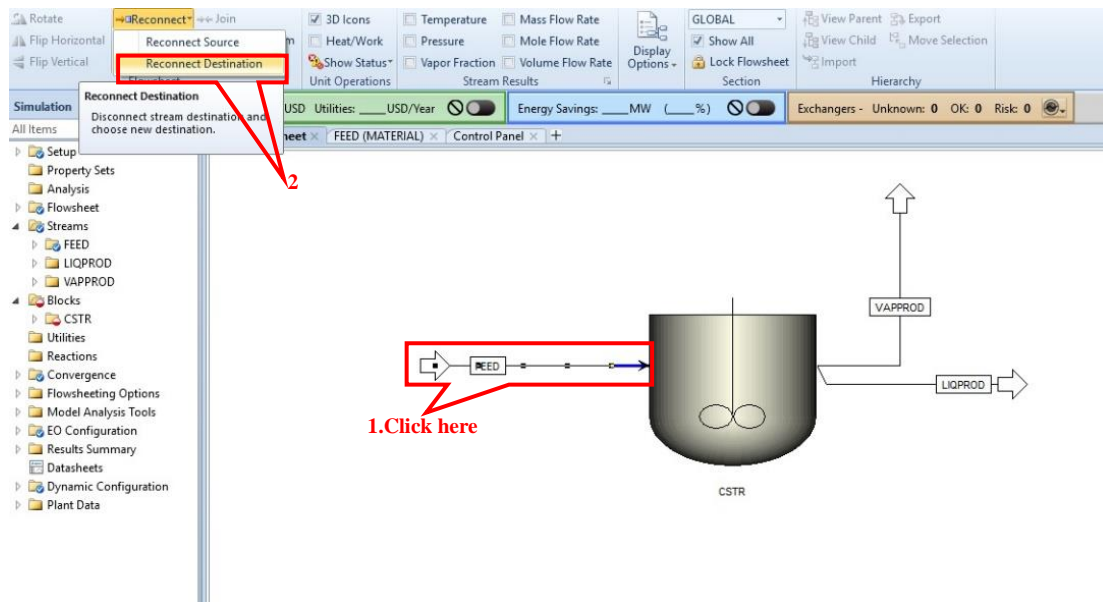 Rotate Reconnect Join 3D Icons Temperature Mass Flow Rate GLOBAL View Parent Export
Flip Horizontal Reconnect Source m Heat/Work Pressure Mole Flow Rate Display Options Show All View Child Move Selection
Flip Vertical Reconnect Destination Show Status Vapor Fraction Volume Flow Rate Lock Flowsheet Import
Unit Operations Stream Results Section Hierarchy
Reconnect Destination
Disconnect stream destination and
choose new destination.
Simulation USD Utilities: ____USD/Year Energy Savings: ____MW (____%) Exchangers - Unknown: 0 OK: 0 Risk: 0
All Items heet FEED (MATERIAL) Control Panel +
Setup
Property Sets
Analysis
Flowsheet
Streams
FEED
LIQPROD
VAPPROD
Blocks
CSTR
Utilities
Reactions
Convergence
Flowsheeting Options
Model Analysis Tools
EO Configuration
Results Summary
Datasheets
Dynamic Configuration
Plant Data
2
VAPPROD
FEED
LIQPROD
1.Click here
CSTR